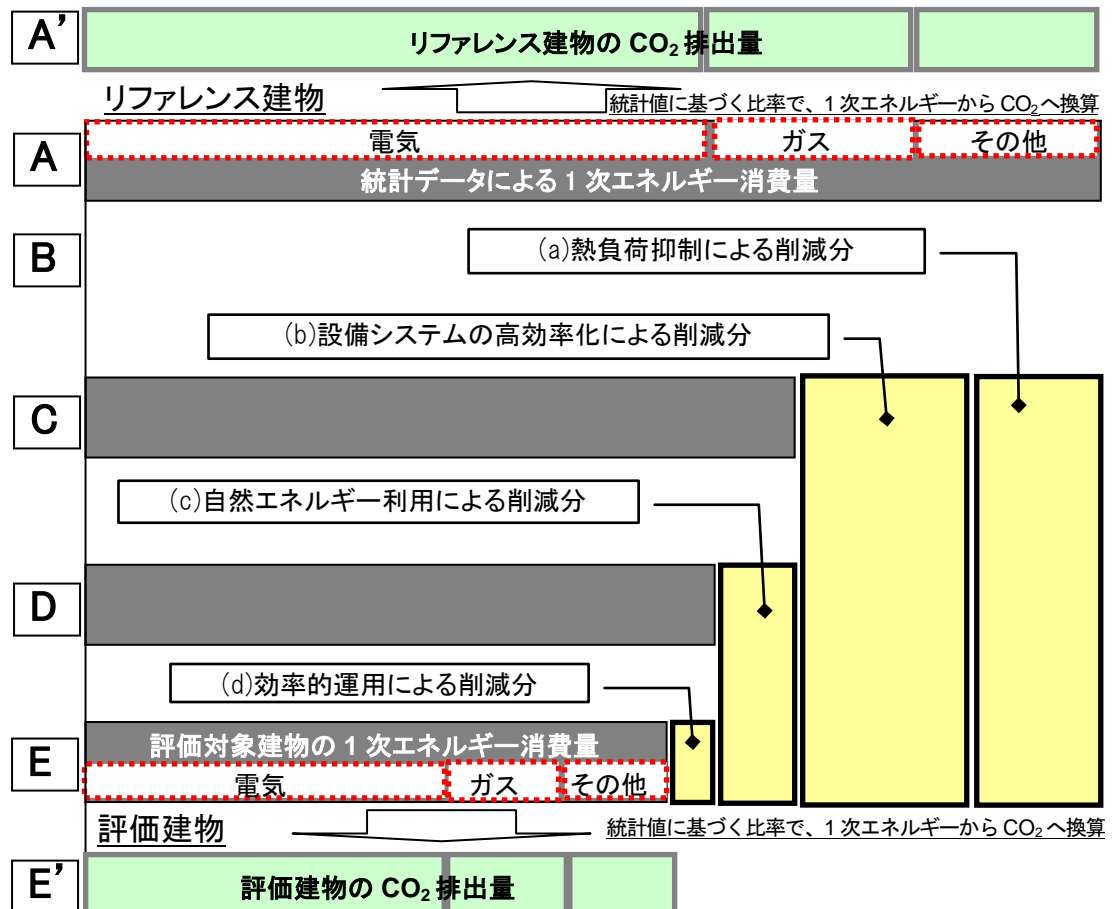 A’
リファレンス建物の CO₂ 排出量
リファレンス建物
統計値に基づく比率で、1次エネルギーから CO₂ へ換算
A
電気
ガス
その他
統計データによる 1 次エネルギー消費量
B
(a)熱負荷抑制による削減分
(b)設備システムの高効率化による削減分
C
(c)自然エネルギー利用による削減分
D
(d)効率的運用による削減分
E
評価対象建物の 1 次エネルギー消費量
電気
ガス
その他
評価建物
統計値に基づく比率で、1次エネルギーから CO₂ へ換算
E’
評価建物の CO₂ 排出量